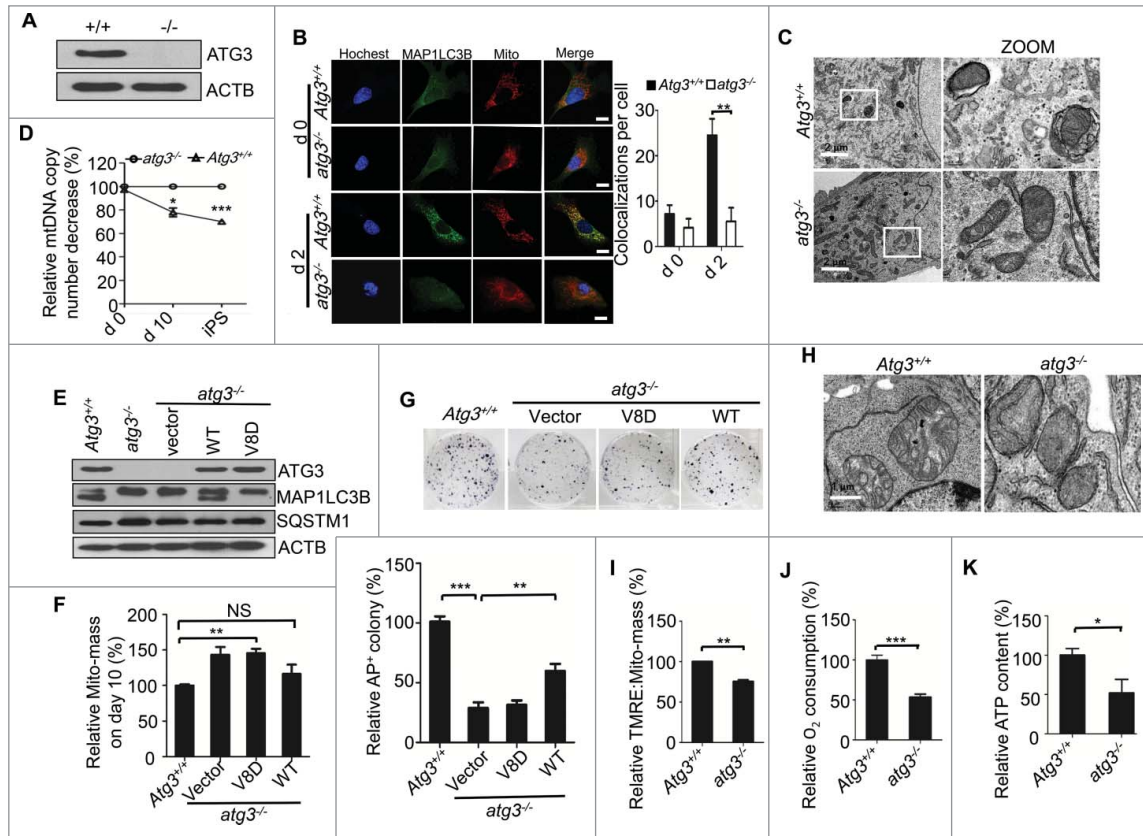 A
+/+ -/-
ATG3
ACTB
B
Hochest MAP1LC3B Mito Merge
d 0
Atg3+/+
atg3-/-
d 2
Atg3+/+
atg3-/-
Atg3+/+ atg3-/-
**
Colocalizations per cell
40
30
20
10
0
d 0 d 2
C
ZOOM
Atg3+/+
2 μm
atg3-/-
2 μm
D
Relative mtDNA copy
number decrease (%)
atg3-/- Atg3+/+
120
100
80
60
40
20
0
* ***
d 0 d 10 iPS
E
atg3-/-
Atg3+/+ atg3-/- vector WT V8D
ATG3
MAP1LC3B
SQSTM1
ACTB
F
Relative Mito-mass
on day 10 (%)
NS
**
200
150
100
50
0
Atg3+/+ Vector V8D WT
atg3-/-
G
atg3-/-
Atg3+/+ Vector V8D WT
Relative AP+ colony (%)
150
100
50
0
*** **
Atg3+/+ Vector V8D WT
atg3-/-
H
Atg3+/+ atg3-/-
1 μm
I
Relative TMRE:Mito-mass (%)
150
100
50
0
**
Atg3+/+ atg3-/-
J
Relative O2 consumption (%)
150
100
50
0
***
Atg3+/+ atg3-/-
K
Relative ATP content (%)
150
100
50
0
*
Atg3+/+ atg3-/-